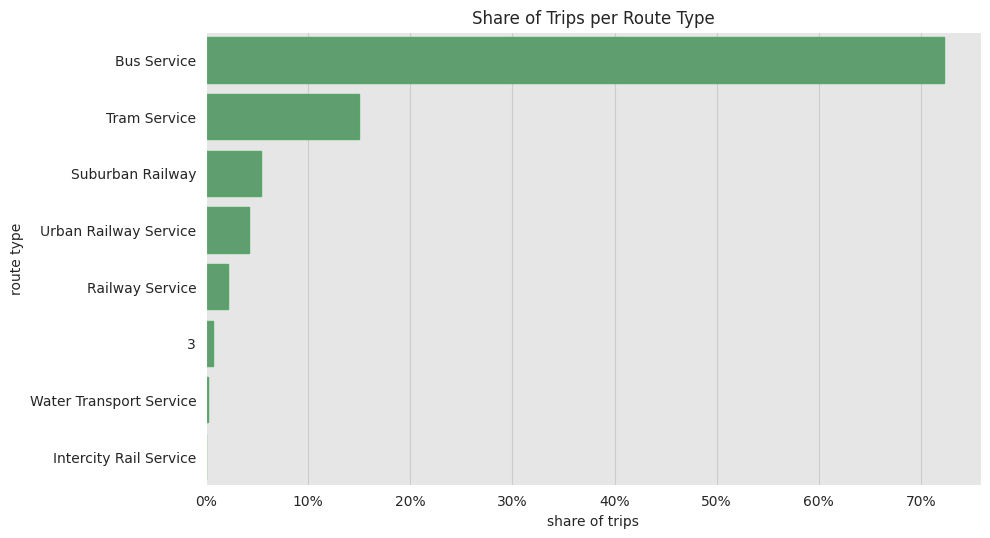 Share of Trips per Route Type
Bus Service
Tram Service
Suburban Railway
Urban Railway Service
Railway Service
3
Water Transport Service
Intercity Rail Service
route type
0% 10% 20% 30% 40% 50% 60% 70%
share of trips